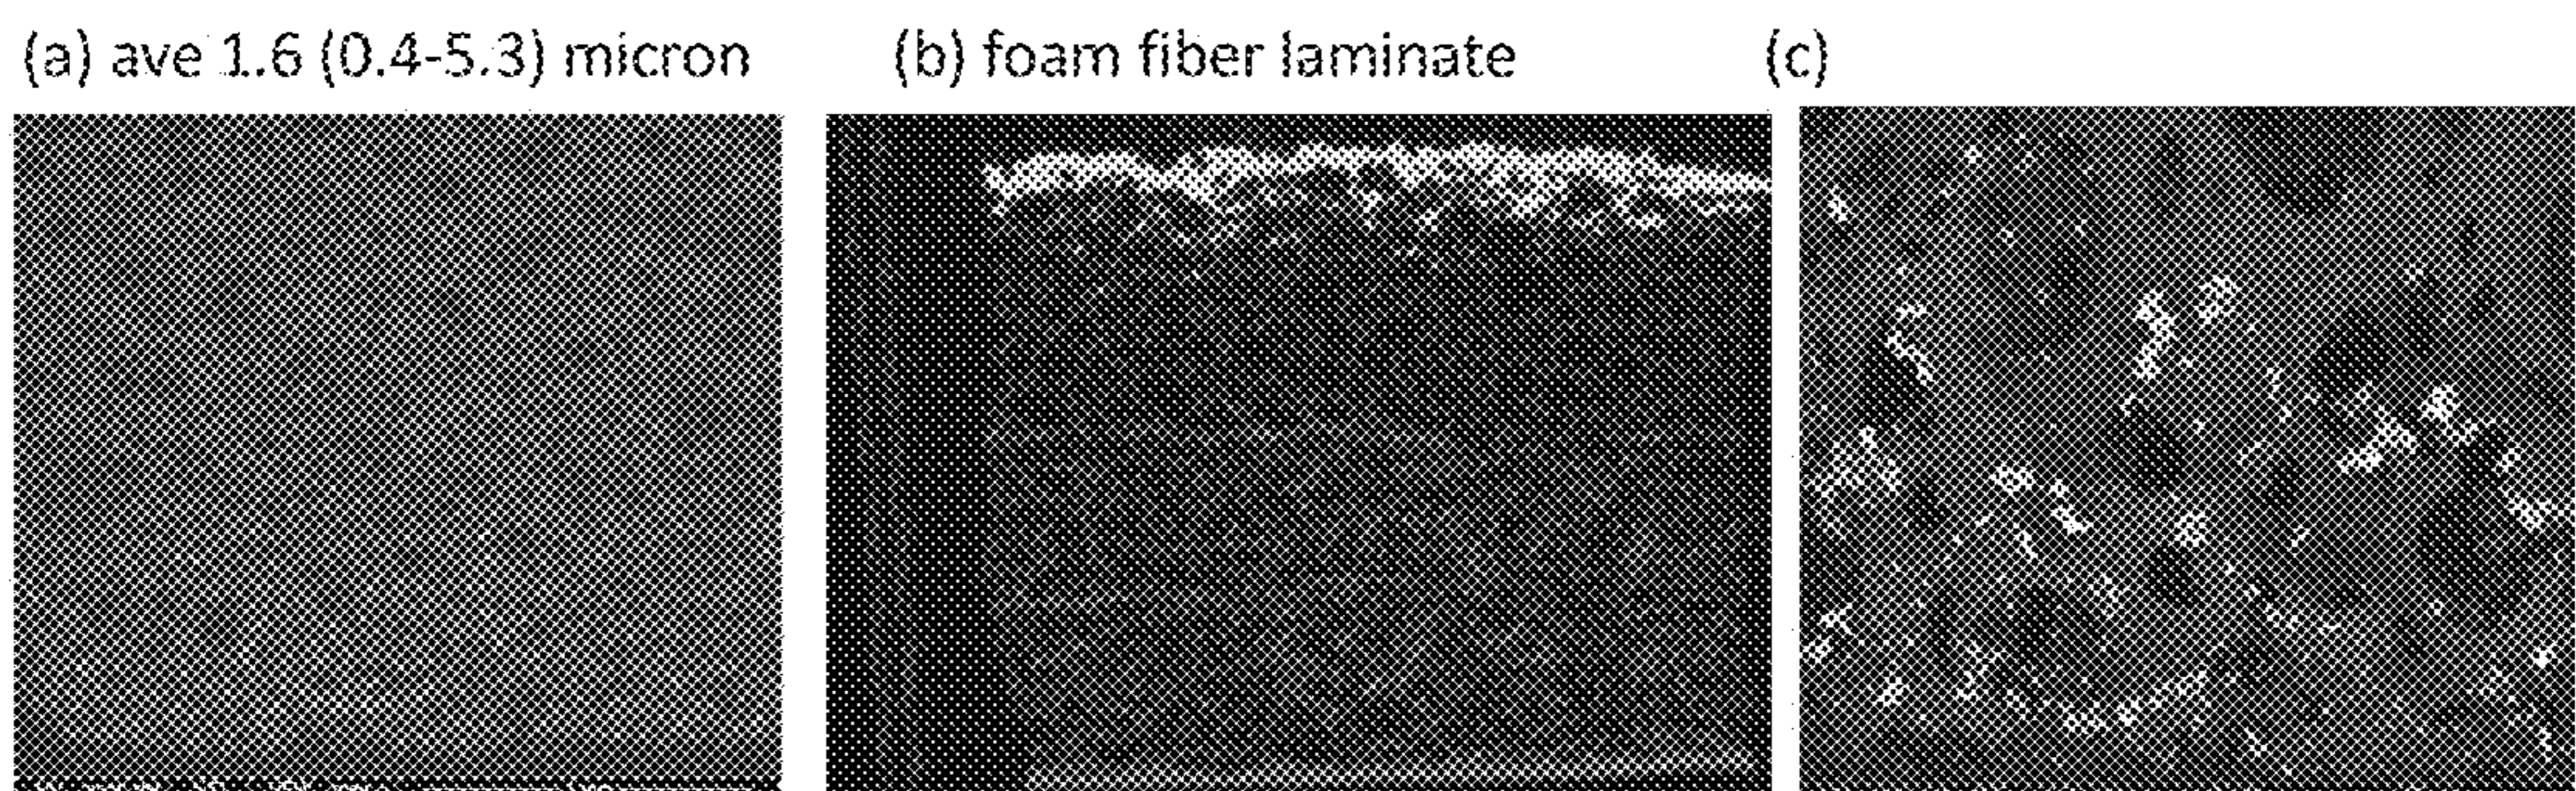 (a) ave 1.6 (0.4-5.3) micron
(b) foam fiber laminate
(c)